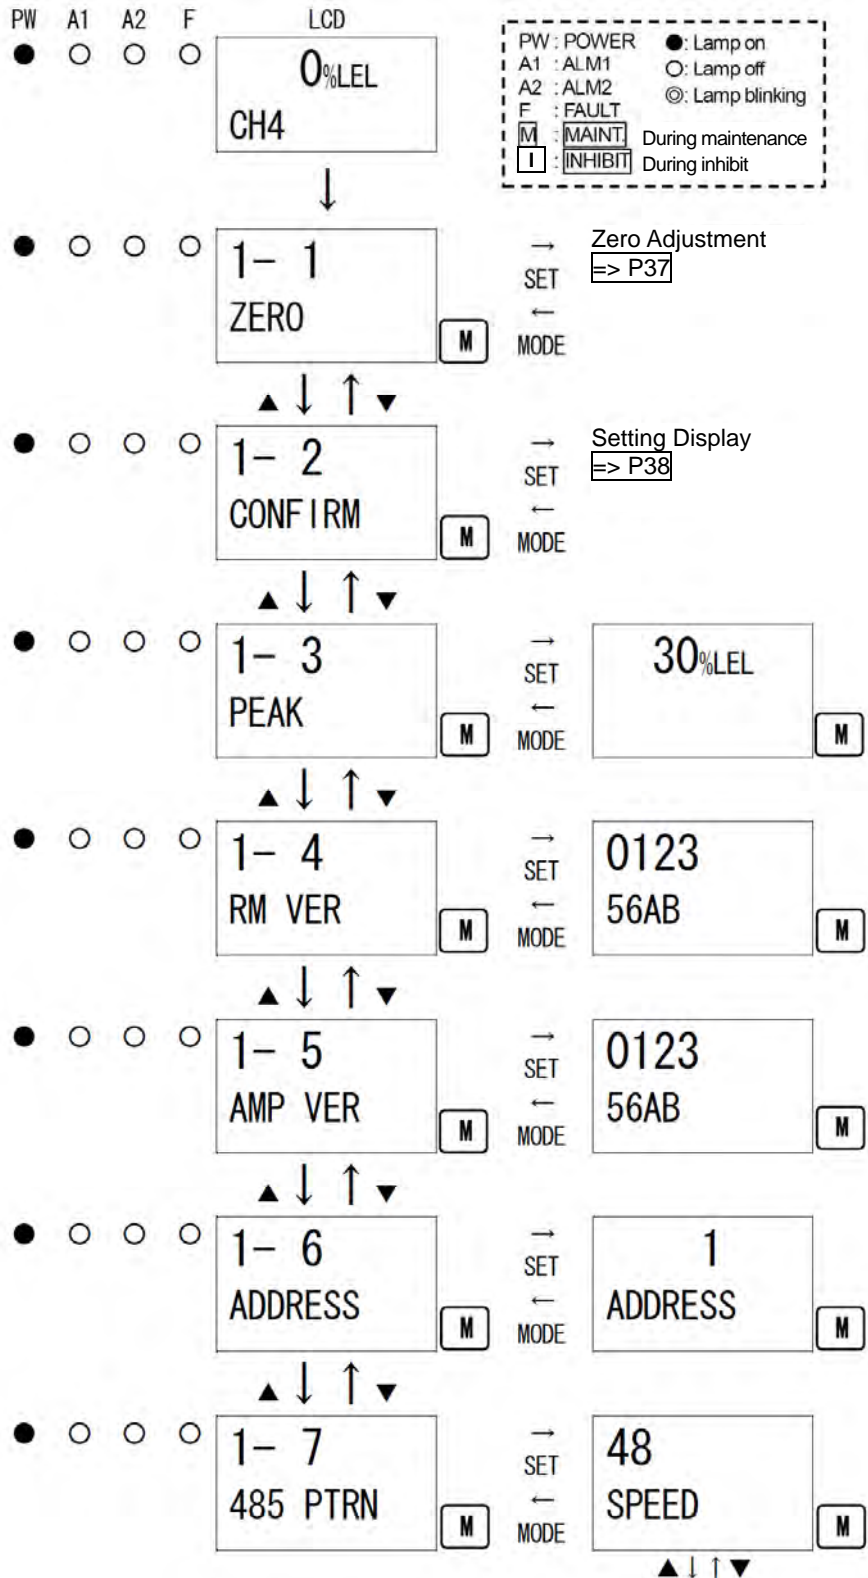 PW A1 A2 F LCD
● ○ ○ ○ 0%LEL
CH4
PW : POWER ●: Lamp on
A1 : ALM1 ○: Lamp off
A2 : ALM2 ◎: Lamp blinking
F : FAULT
M : MAINT. During maintenance
I : INHIBIT During inhibit
↓
● ○ ○ ○ 1- 1 → Zero Adjustment
SET => P37
ZERO ←
M MODE
▲ ↓ ↑ ▼
● ○ ○ ○ 1- 2 → Setting Display
SET => P38
CONFIRM ←
M MODE
▲ ↓ ↑ ▼
● ○ ○ ○ 1- 3 → 30%LEL
SET
PEAK ←
M MODE M
▲ ↓ ↑ ▼
● ○ ○ ○ 1- 4 → 0123
SET
RM VER ← 56AB
M MODE M
▲ ↓ ↑ ▼
● ○ ○ ○ 1- 5 → 0123
SET
AMP VER ← 56AB
M MODE M
▲ ↓ ↑ ▼
● ○ ○ ○ 1- 6 → 1
SET
ADDRESS ← ADDRESS
M MODE M
▲ ↓ ↑ ▼
● ○ ○ ○ 1- 7 → 48
SET
485 PTRN ← SPEED
M MODE M
▲ ↓ ↑ ▼